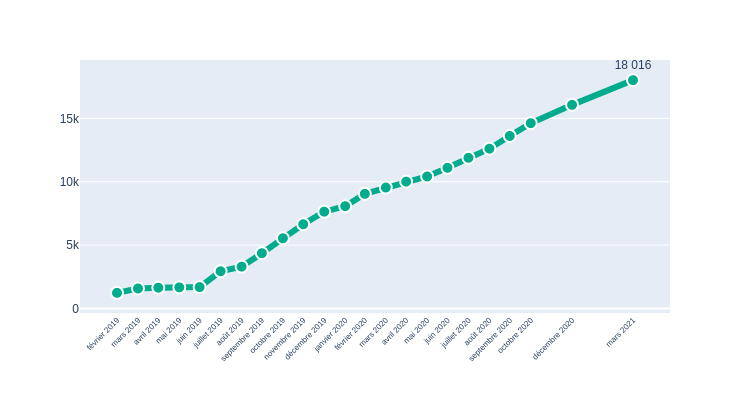 18 016
15k
10k
5k
0
février 2019
mars 2019
avril 2019
mai 2019
juin 2019
juillet 2019
août 2019
septembre 2019
octobre 2019
novembre 2019
décembre 2019
janvier 2020
février 2020
mars 2020
avril 2020
mai 2020
juin 2020
juillet 2020
août 2020
septembre 2020
octobre 2020
décembre 2020
mars 2021